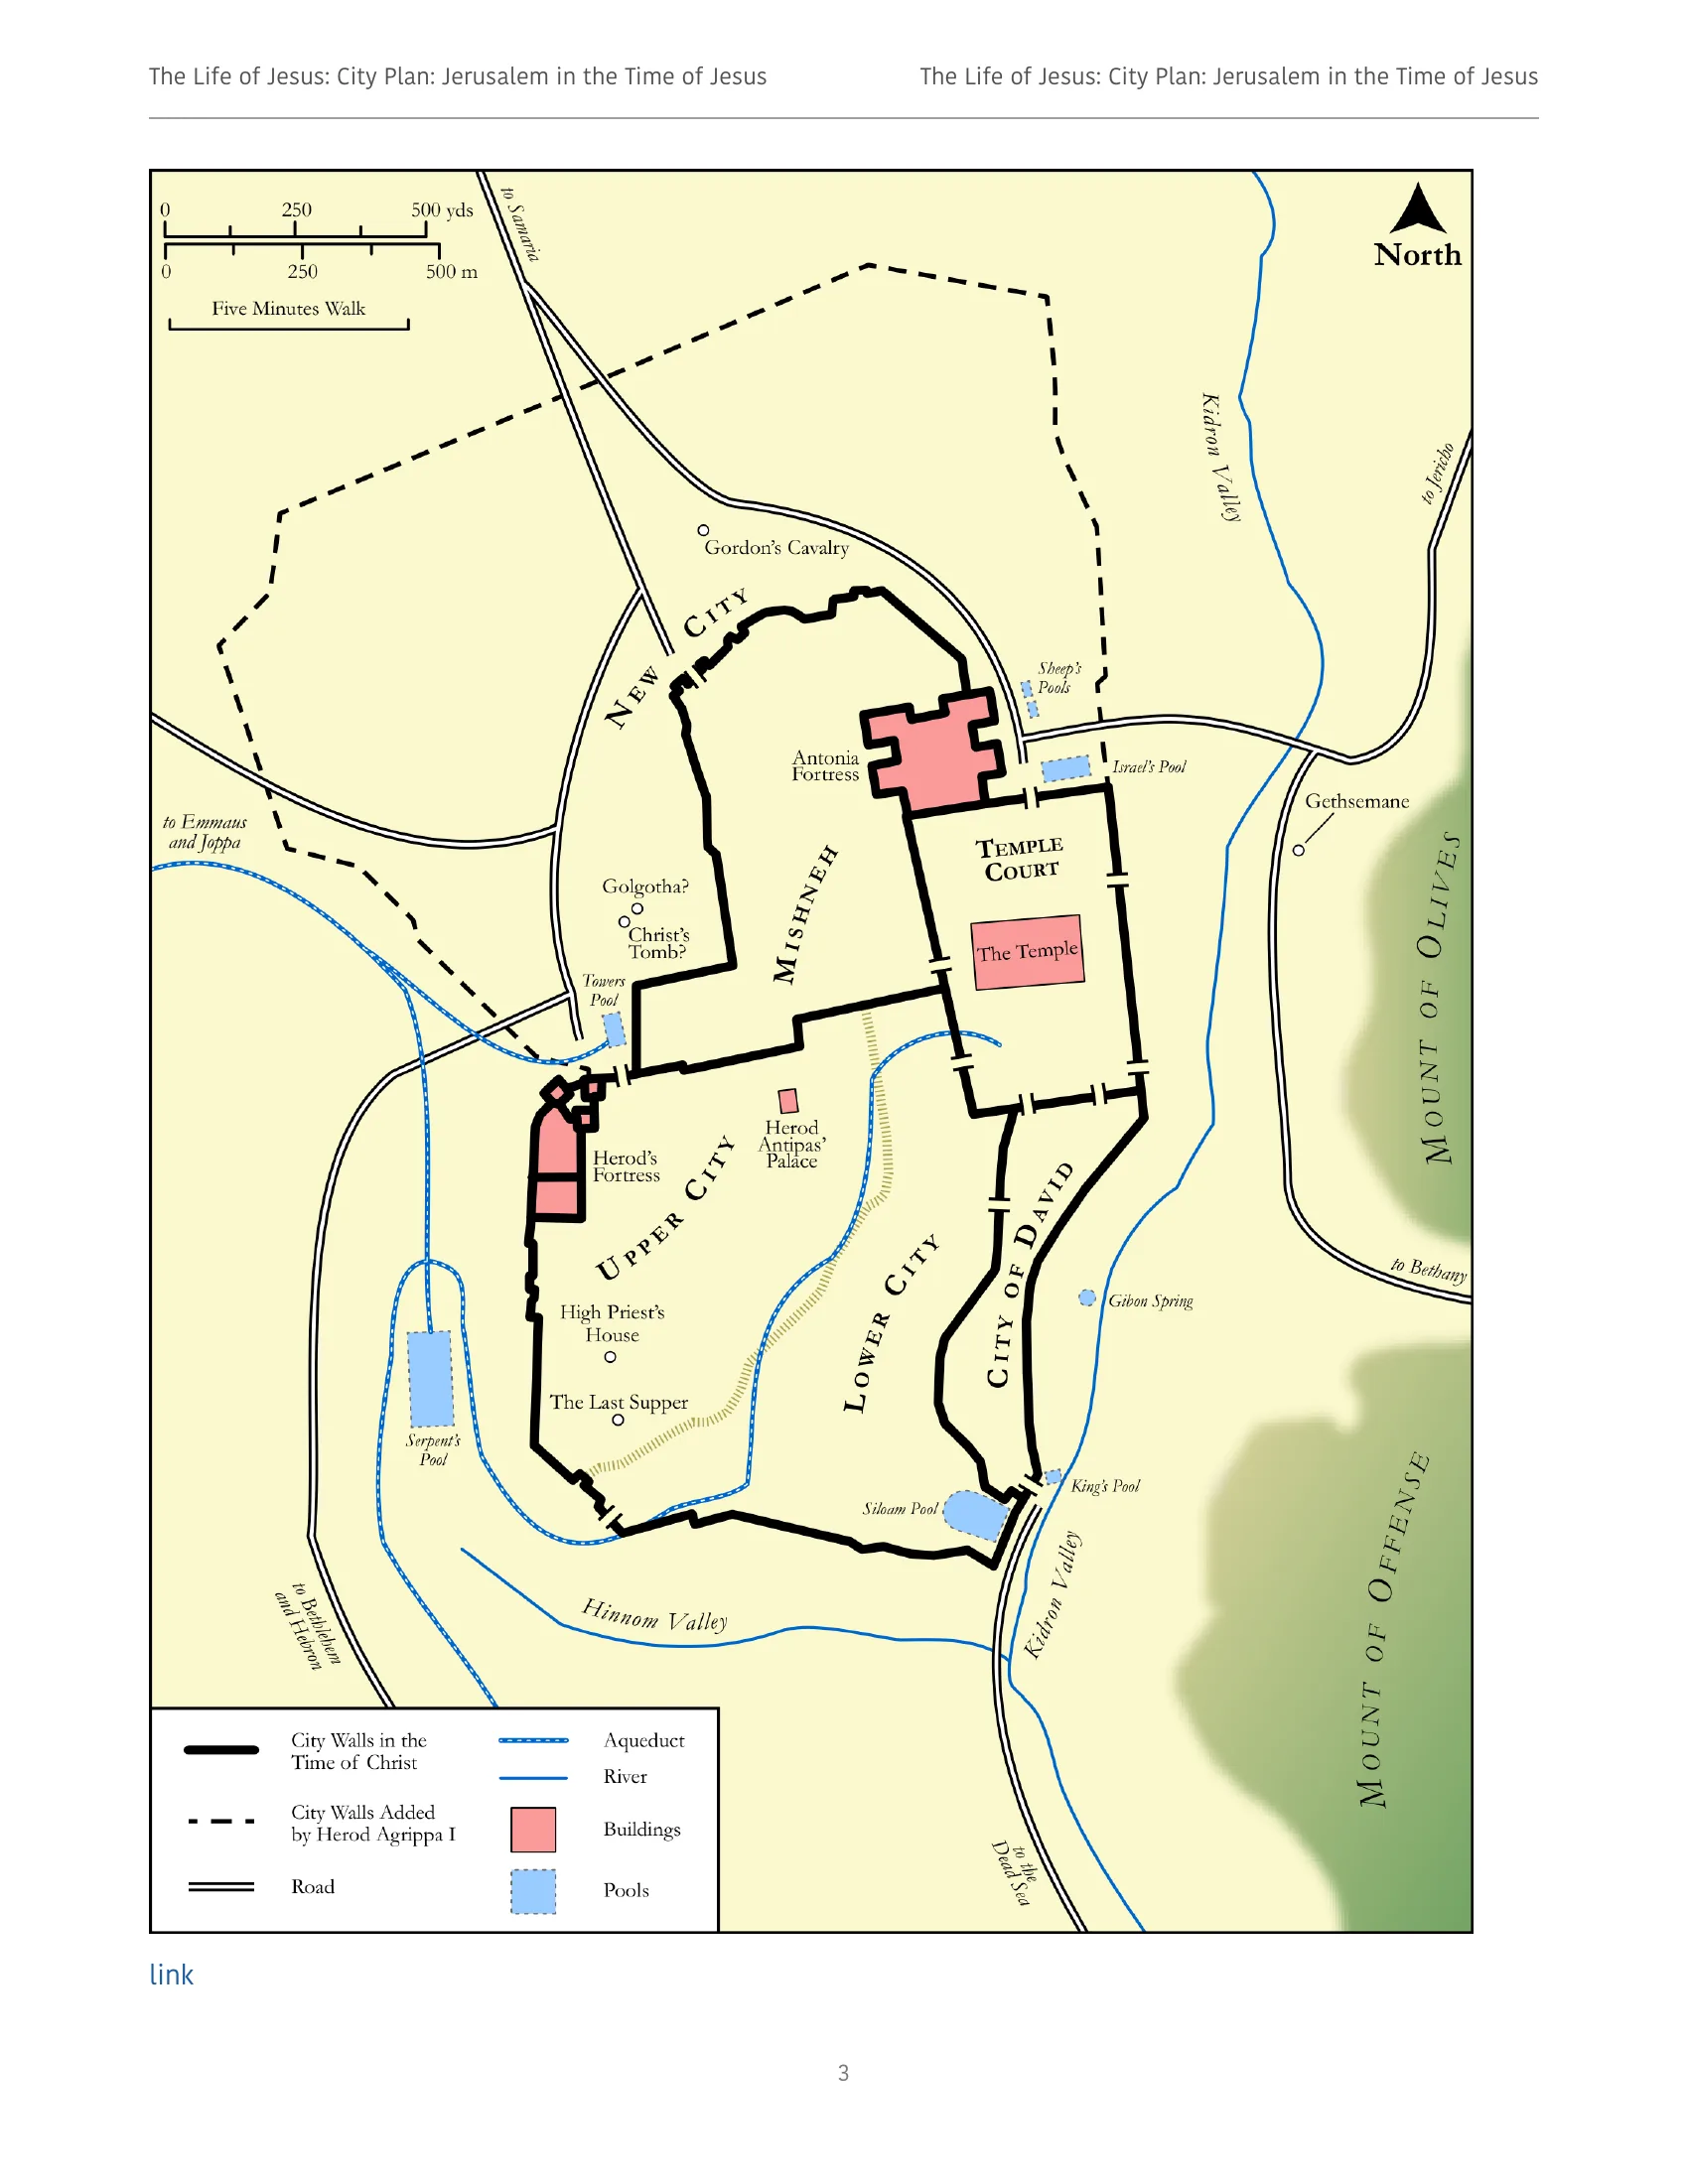 The Life of Jesus: City Plan: Jerusalem in the Time of Jesus
The Life of Jesus: City Plan: Jerusalem in the Time of Jesus
0 250 500 yds
0 250 500 m
Five Minutes Walk
to Samaria
North
Kidron Valley
to Jericho
Gordon's Cavalry
NEW CITY
Sheep's
Pools
Antonia
Fortress
Israel's Pool
Gethsemane
to Emmaus
and Joppa
TEMPLE
COURT
MISHNEH
Golgotha?
Christ's
Tomb?
The Temple
MOUNT OF OLIVES
Towers
Pool
Herod
Antipas'
Palace
Herod's
Fortress
UPPER CITY
CITY OF DAVID
LOWER CITY
to Bethany
Gihon Spring
High Priest's
House
The Last Supper
Serpent's
Pool
King's Pool
Siloam Pool
MOUNT OF OFFENSE
Kidron Valley
Hinnom Valley
to Bethlehem
and Hebron
to the
Dead Sea
City Walls in the
Time of Christ
City Walls Added
by Herod Agrippa I
Road
Aqueduct
River
Buildings
Pools
link
3